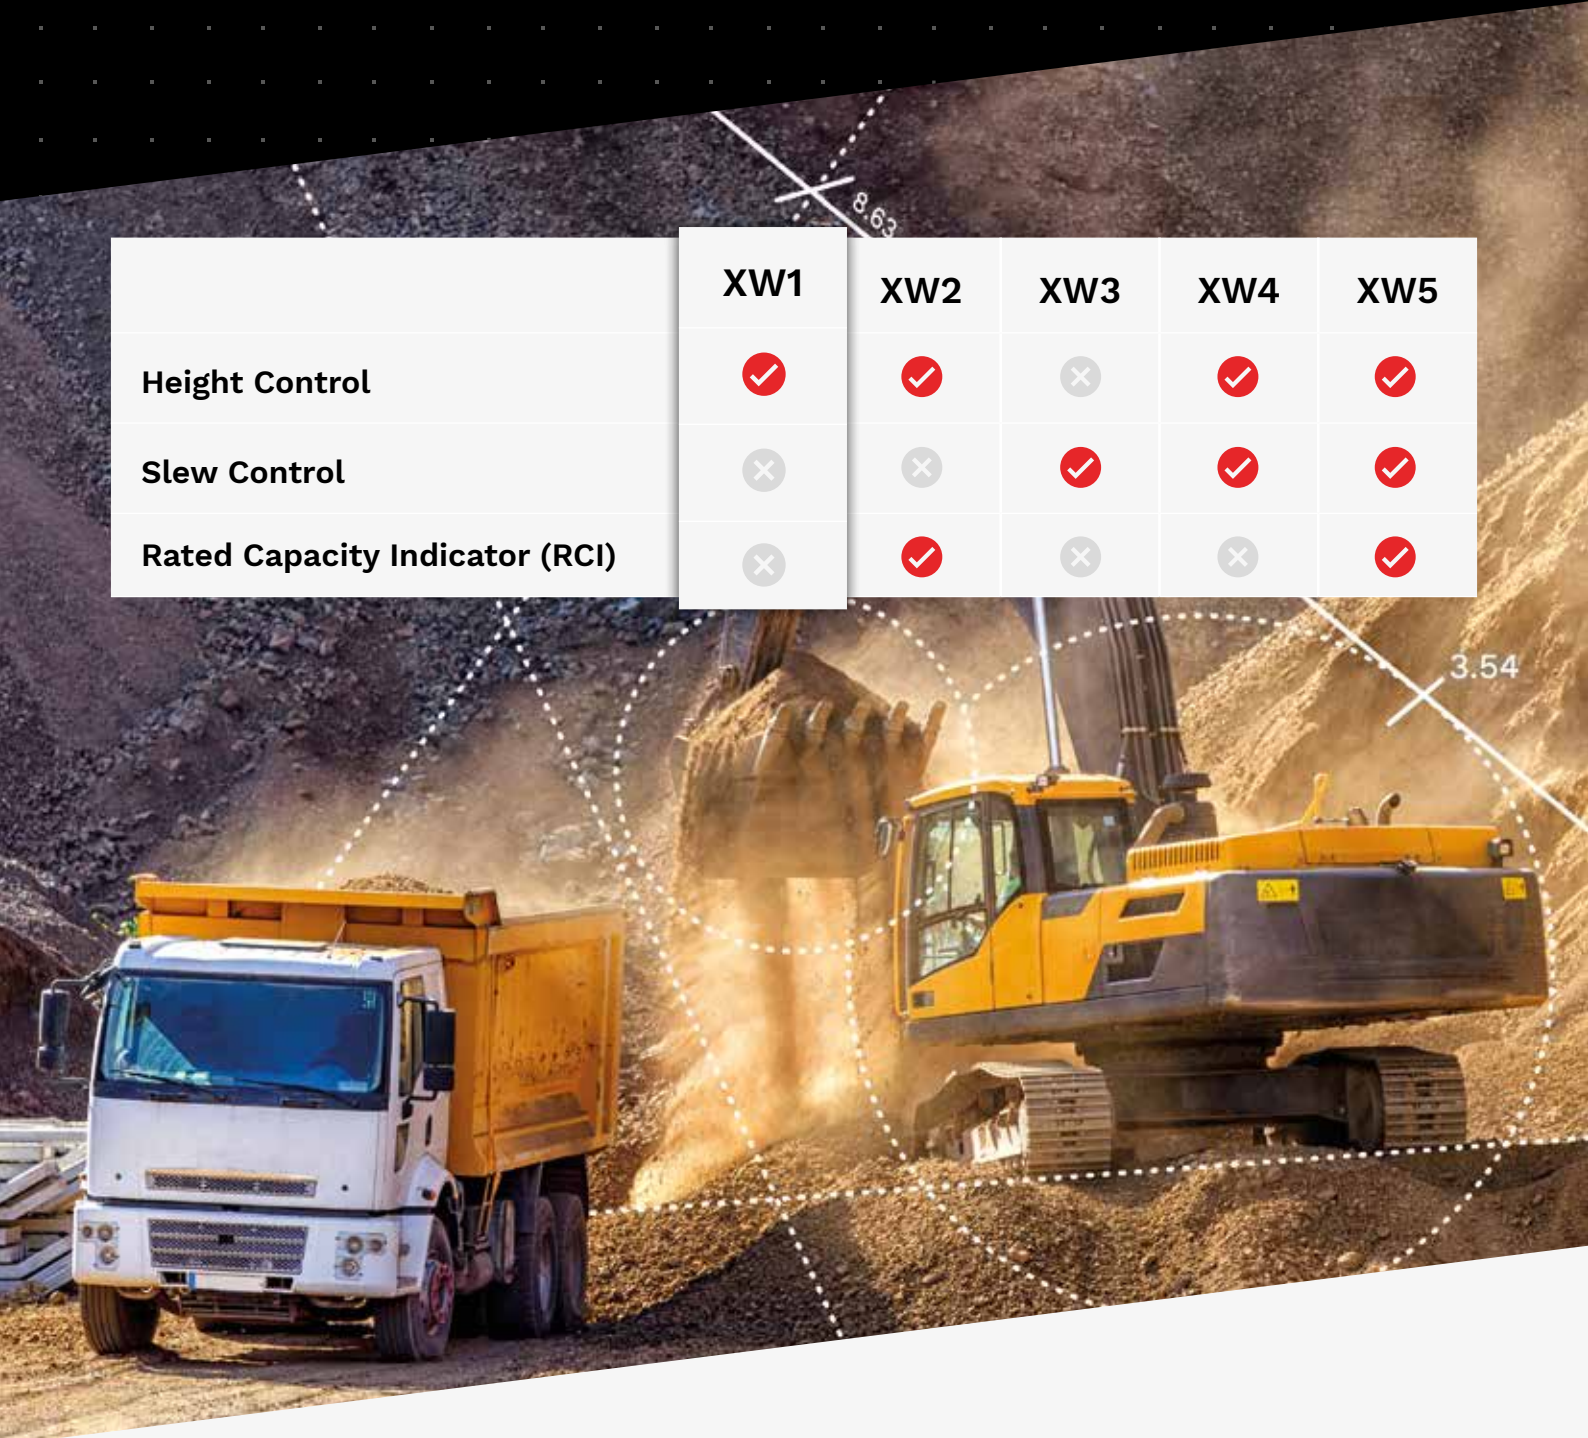 8.63
XW1 XW2 XW3 XW4 XW5
Height Control
Slew Control
Rated Capacity Indicator (RCI)
3.54